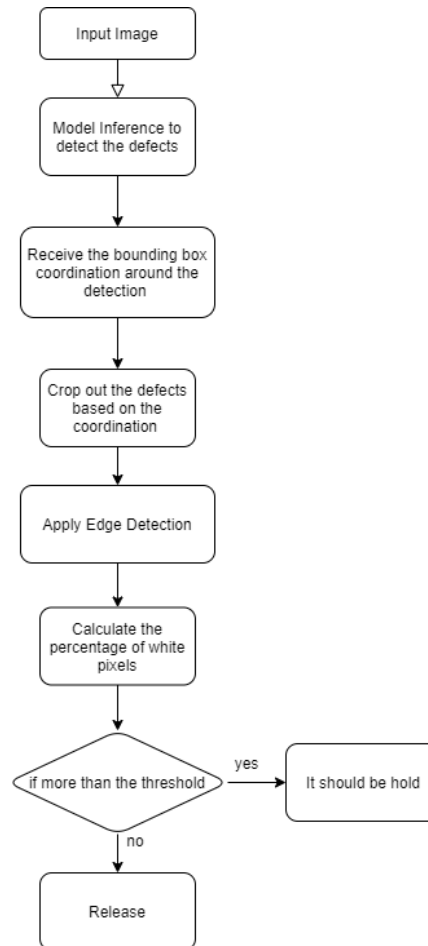 Input Image
Model Inference to
detect the defects
Receive the bounding box
coordination around the
detection
Crop out the defects
based on the
coordination
Apply Edge Detection
Calculate the
percentage of white
pixels
if more than the threshold
yes
It should be hold
no
Release